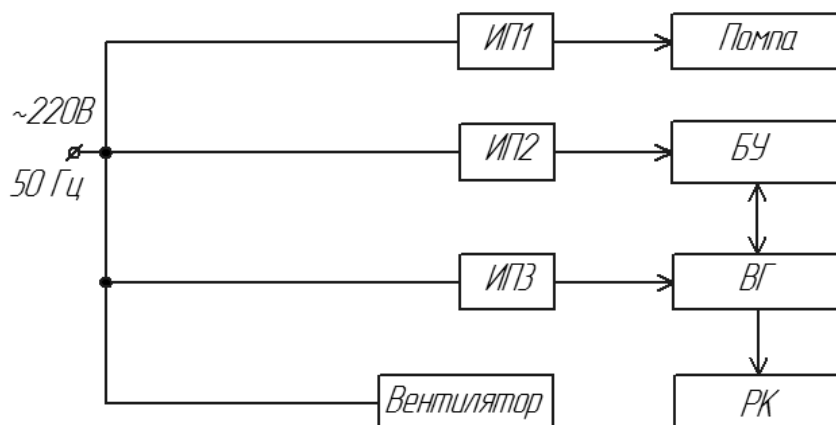 ИП1
Помпа
~220В
50 Гц
ИП2
БУ
ИП3
ВГ
Вентилятор
РК